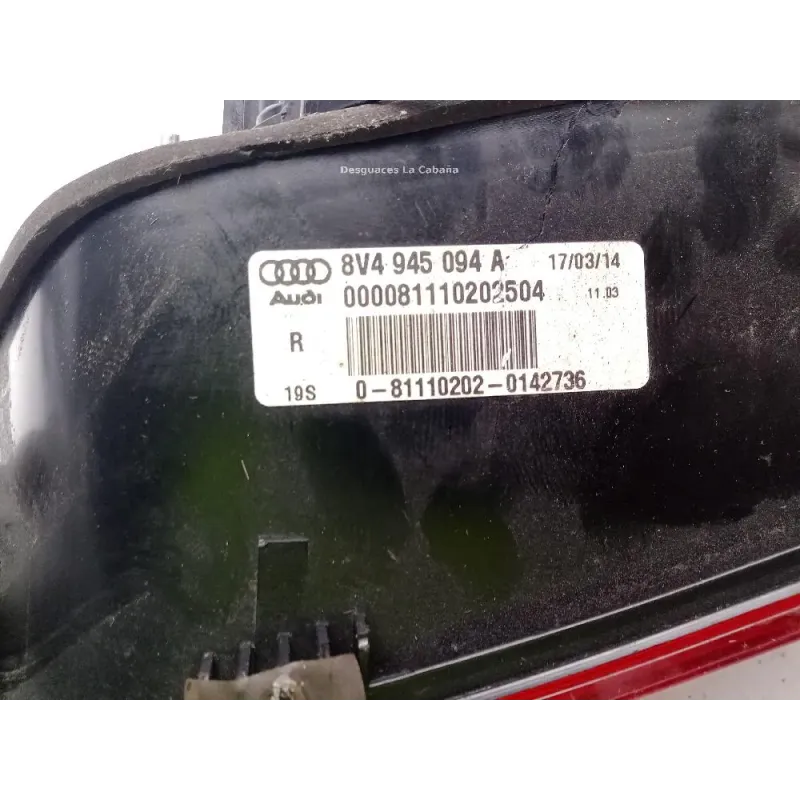 Desguaces La Cabaña
8V4 945 094 A 17/03/14
Audi 000081110202504 11.03
R
19S 0-81110202-0142736